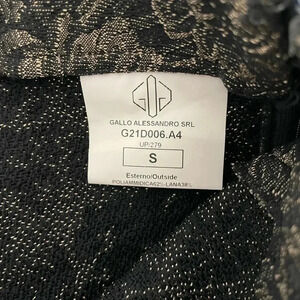 GALLO ALESSANDRO SRL
G21D006.A4
UP:279
S
Esterno/Outside
POLIAMMIDICA62%-LANA38%